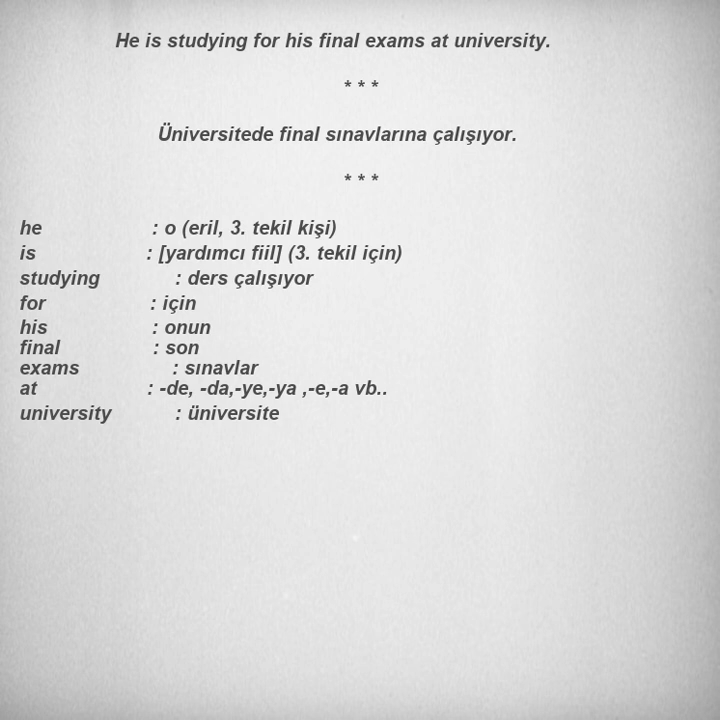 He is studying for his final exams at university.
* * *
Üniversitede final sınavlarına çalışıyor.
* * *
he : o (eril, 3. tekil kişi)
is : [yardımcı fiil] (3. tekil için)
studying : ders çalışıyor
for : için
his : onun
final : son
exams : sınavlar
at : -de, -da,-ye,-ya ,-e,-a vb..
university : üniversite